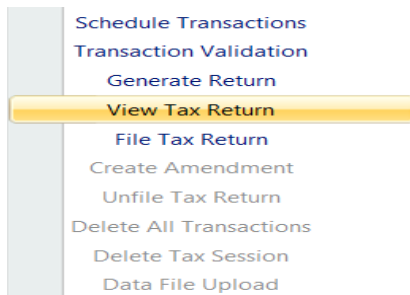 Schedule Transactions
Transaction Validation
Generate Return
View Tax Return
File Tax Return
Create Amendment
Unfile Tax Return
Delete All Transactions
Delete Tax Session
Data File Upload